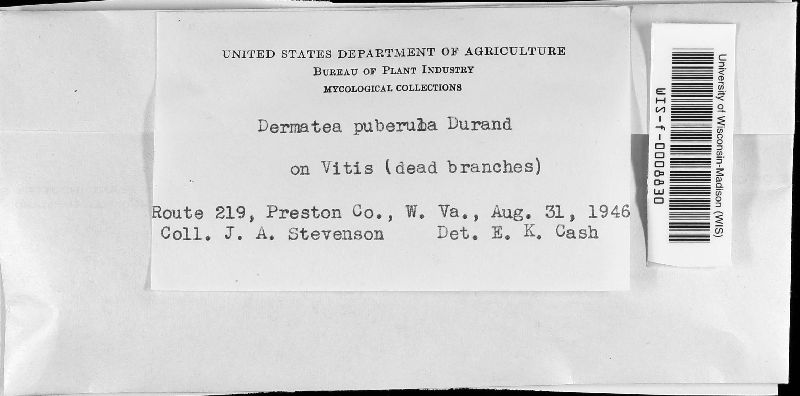 UNITED STATES DEPARTMENT OF AGRICULTURE
BUREAU OF PLANT INDUSTRY
MYCOLOGICAL COLLECTIONS
Dermatea puberula Durand
on Vitis (dead branches)
Route 219, Preston Co., W. Va., Aug. 31, 1946
Coll. J. A. Stevenson Det. E. K. Cash
University of Wisconsin-Madison (WIS)
WIS-f-0008830